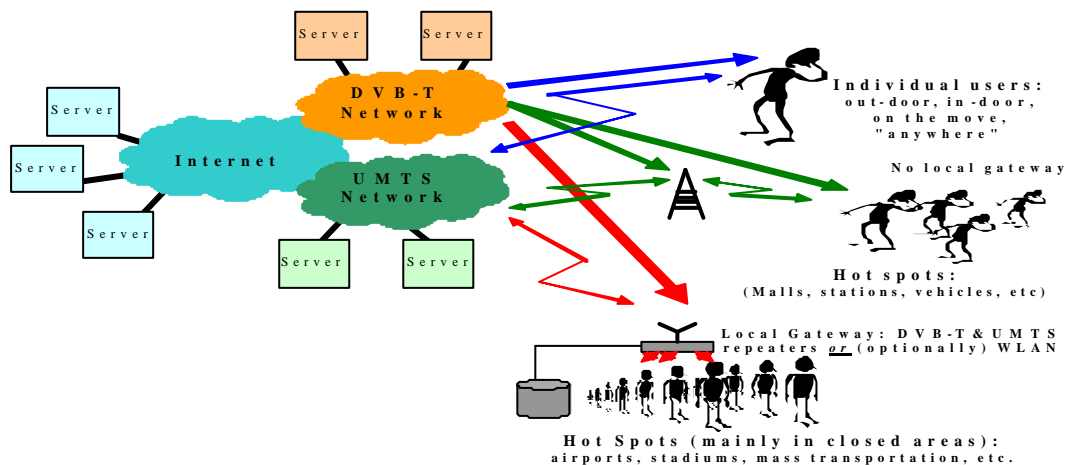 Server
Server
Server
Server
Server
Server
Server
DVB-T
Network
Internet
UMTS
Network
Individual users:
out-door, in-door,
on the move,
"anywhere"
No local gateway
Hot spots:
(Malls, stations, vehicles, etc)
Local Gateway: DVB-T & UMTS
repeaters or (optionally) WLAN
Hot Spots (mainly in closed areas):
airports, stadiums, mass transportation, etc.